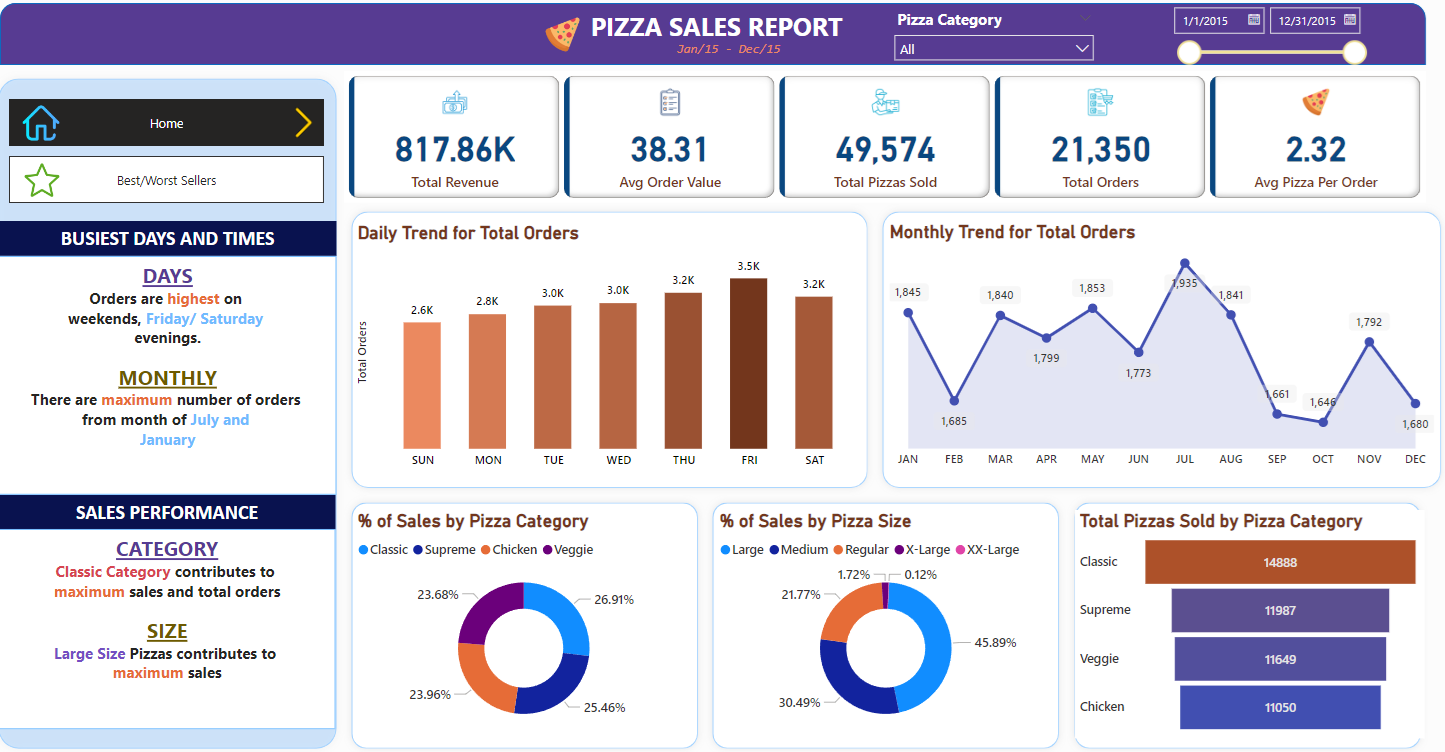 PIZZA SALES REPORT
Jan/15 - Dec/15
Pizza Category
All
1/1/2015
12/31/2015
Home
Best/Worst Sellers
BUSIEST DAYS AND TIMES
DAYS
Orders are highest on
weekends, Friday/ Saturday
evenings.
MONTHLY
There are maximum number of orders
from month of July and
January
SALES PERFORMANCE
CATEGORY
Classic Category contributes to
maximum sales and total orders
SIZE
Large Size Pizzas contributes to
maximum sales
817.86K
Total Revenue
38.31
Avg Order Value
49,574
Total Pizzas Sold
21,350
Total Orders
2.32
Avg Pizza Per Order
Daily Trend for Total Orders
Total Orders
2.6K
2.8K
3.0K
3.0K
3.2K
3.5K
3.2K
SUN MON TUE WED THU FRI SAT
Monthly Trend for Total Orders
1,845
1,685
1,840
1,799
1,853
1,773
1,935
1,841
1,661
1,646
1,792
1,680
JAN FEB MAR APR MAY JUN JUL AUG SEP OCT NOV DEC
% of Sales by Pizza Category
Classic Supreme Chicken Veggie
23.68%
26.91%
23.96%
25.46%
% of Sales by Pizza Size
Large Medium Regular X-Large XX-Large
1.72%
0.12%
21.77%
45.89%
30.49%
Total Pizzas Sold by Pizza Category
Classic 14888
Supreme 11987
Veggie 11649
Chicken 11050